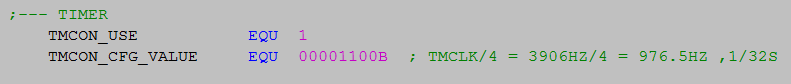 ;--- TIMER
TMCON_USE EQU 1
TMCON_CFG_VALUE EQU 00001100B ; TMCLK/4 = 3906HZ/4 = 976.5HZ ,1/32S